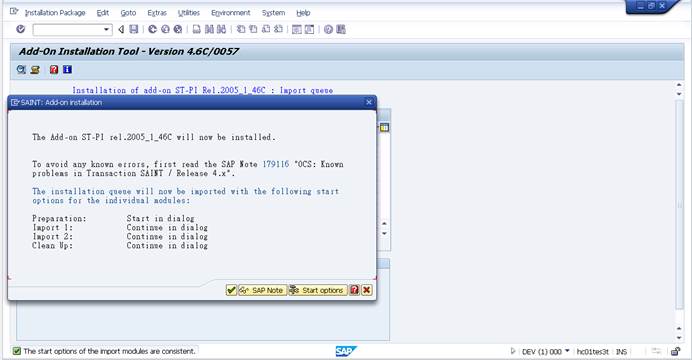 Installation Package Edit Goto Extras Utilities Environment System Help
Add-On Installation Tool - Version 4.6C/0057
Installation of add-on ST-PI Rel.2005_1_46C : Import queue
SAINT: Add-on installation
The Add-on ST-PI rel.2005_1_46C will now be installed.
To avoid any known errors, first read the SAP Note 179116 "OCS: Known
problems in Transaction SAINT / Release 4.x".
The installation queue will now be imported with the following start
options for the individual modules:
Preparation: Start in dialog
Import 1: Continue in dialog
Import 2: Continue in dialog
Clean Up: Continue in dialog
SAP Note Start options
The start options of the import modules are consistent. SAP DEV (1) 000 hc01tes3t INS